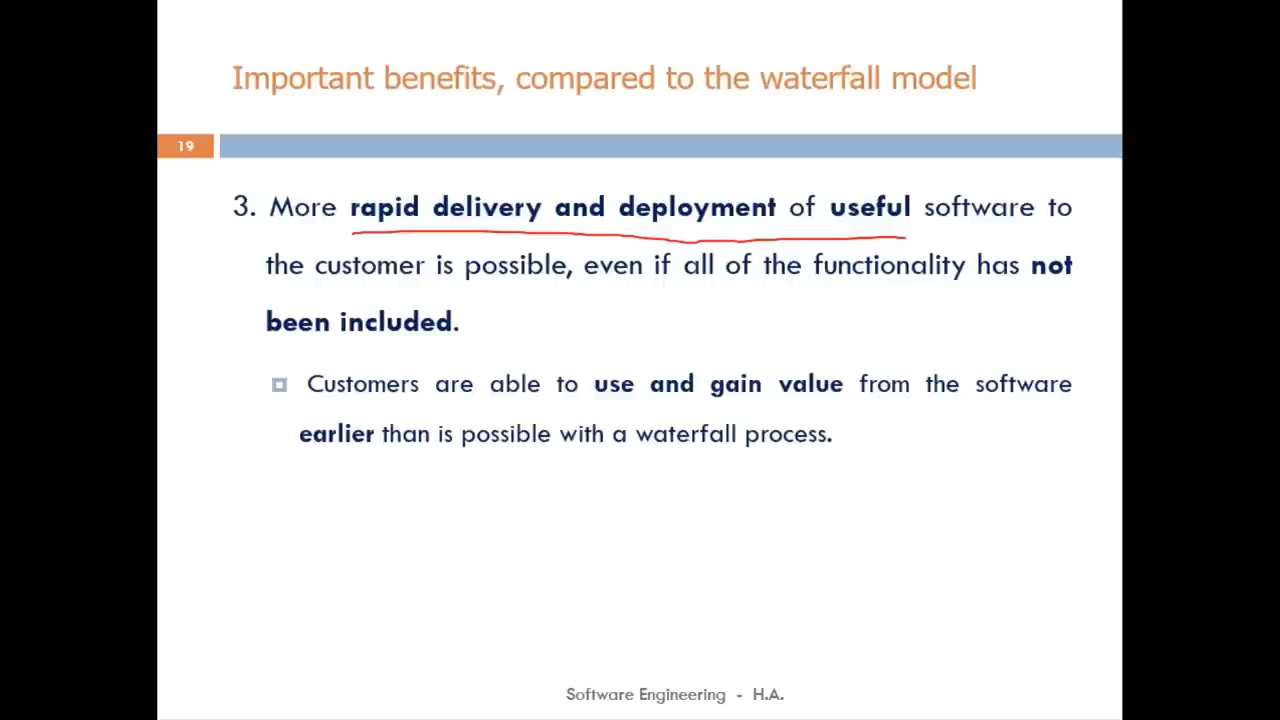 Important benefits, compared to the waterfall model
19
3. More rapid delivery and deployment of useful software to
the customer is possible, even if all of the functionality has not
been included.
Customers are able to use and gain value from the software
earlier than is possible with a waterfall process.
Software Engineering - H.A.